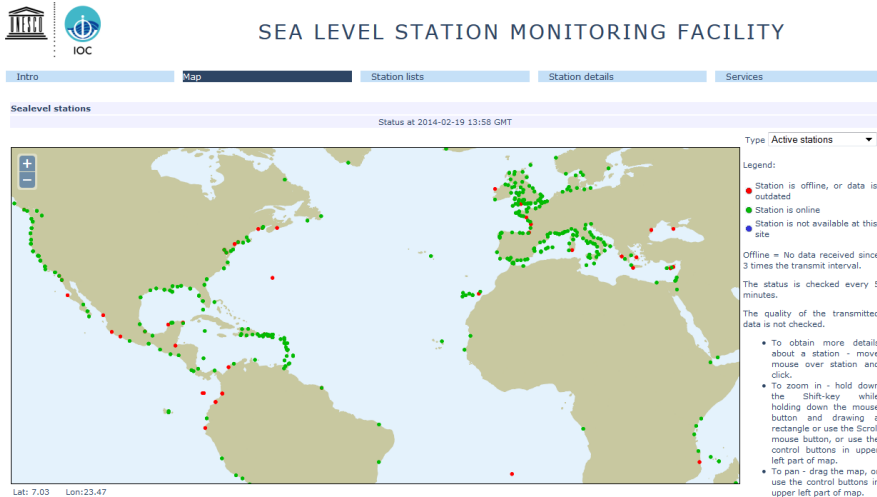 UNESCO
IOC
SEA LEVEL STATION MONITORING FACILITY
Intro
Map
Station lists
Station details
Services
Sealevel stations
Status at 2014-02-19 13:58 GMT
Type Active stations
+
−
Legend:
Station is offline, or data is
outdated
Station is online
Station is not available at this
site
Offline = No data received since
3 times the transmit interval.
The status is checked every 5
minutes.
The quality of the transmitted
data is not checked.
• To obtain more details
about a station - move
mouse over station and
click.
• To zoom in - hold down
the Shift-key while
holding down the mouse
button and drawing a
rectangle or use the Scroll
mouse button, or use the
control buttons in upper
left part of map.
• To pan - drag the map, or
use the control buttons in
upper left part of map.
Lat: 7.03 Lon:23.47